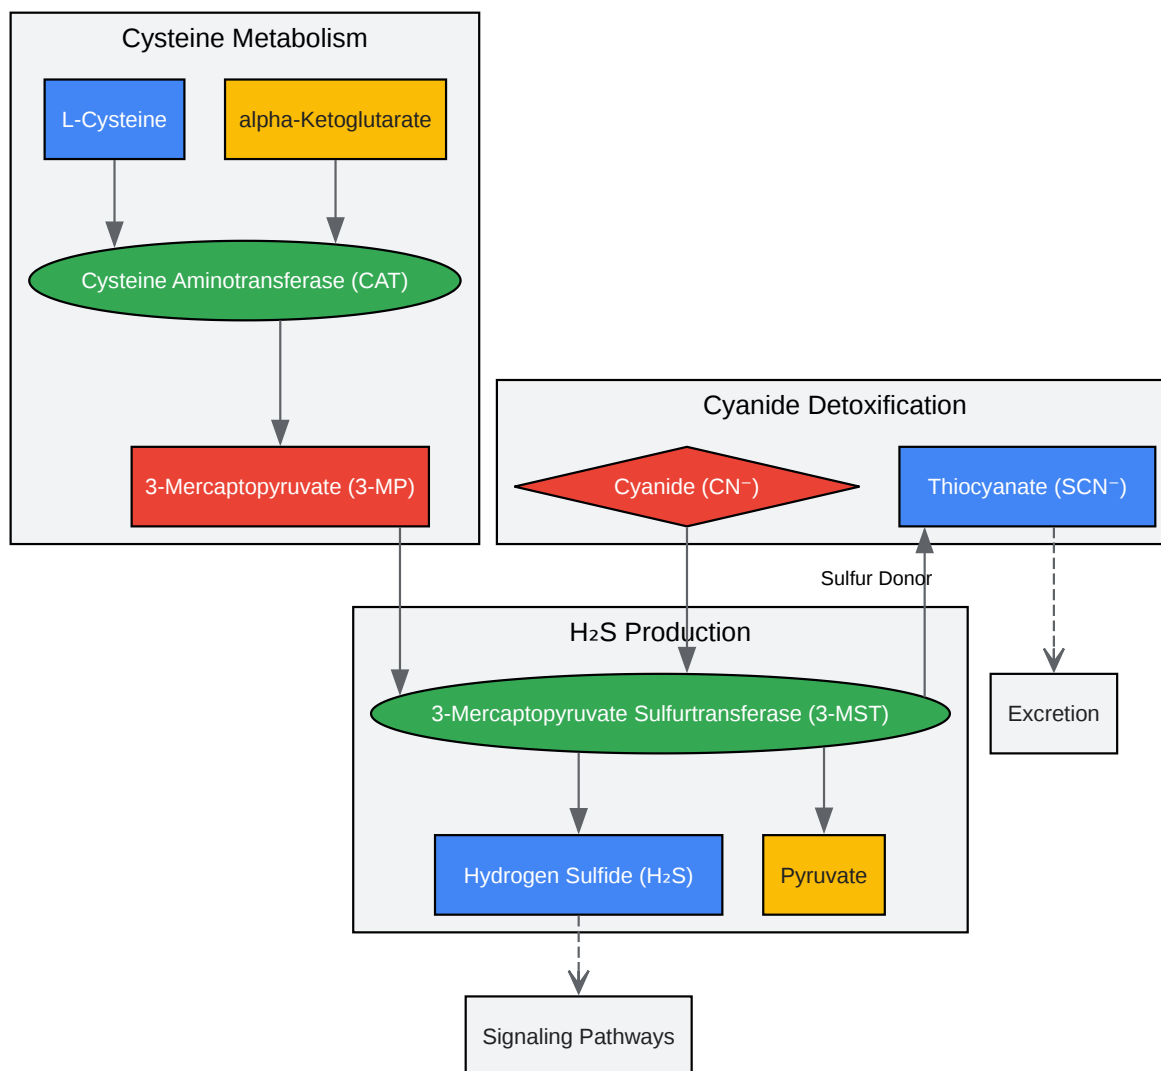 Cysteine Metabolism
L-Cysteine
alpha-Ketoglutarate
Cysteine Aminotransferase (CAT)
3-Mercaptopyruvate (3-MP)
Cyanide Detoxification
Cyanide (CN⁻)
Thiocyanate (SCN⁻)
Sulfur Donor
H₂S Production
3-Mercaptopyruvate Sulfurtransferase (3-MST)
Excretion
Hydrogen Sulfide (H₂S)
Pyruvate
Signaling Pathways